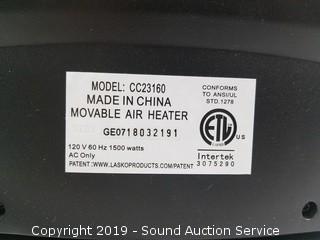 MODEL: CC23160
MADE IN CHINA
MOVABLE AIR HEATER
GE0718032191
120 V 60 Hz 1500 watts
AC Only
PATENT : WWW.LASKOPRODUCTS.COM/PATENT
CONFORMS
TO ANSI/UL
STD.1278
ETL
LISTED
US
Intertek
3075290
Copyright © 2019 - Sound Auction Service